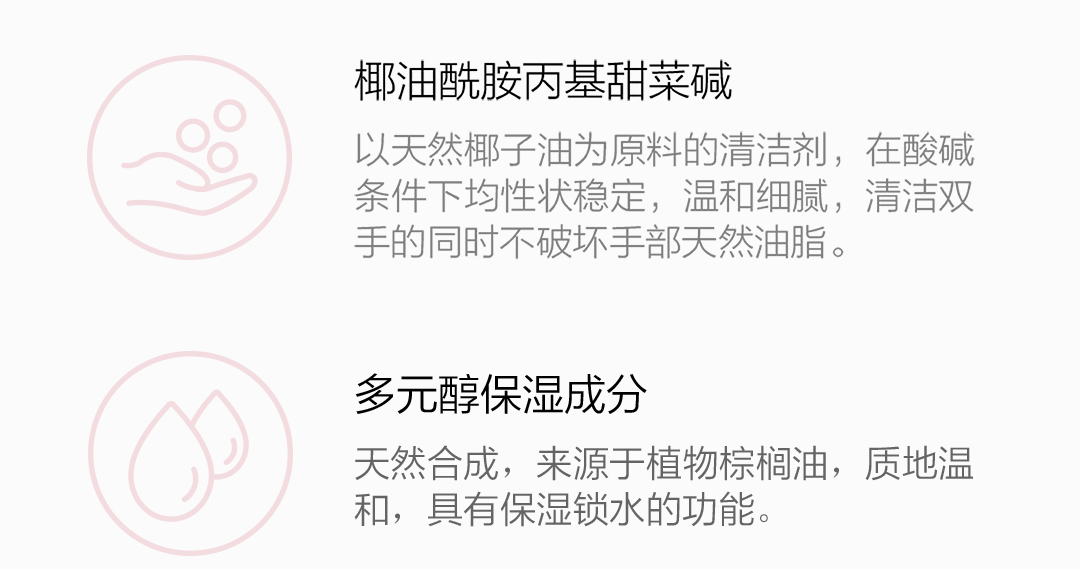 椰油酰胺丙基甜菜碱
以天然椰子油为原料的清洁剂，在酸碱
条件下均性状稳定，温和细腻，清洁双
手的同时不破坏手部天然油脂。
多元醇保湿成分
天然合成，来源于植物棕榈油，质地温
和，具有保湿锁水的功能。